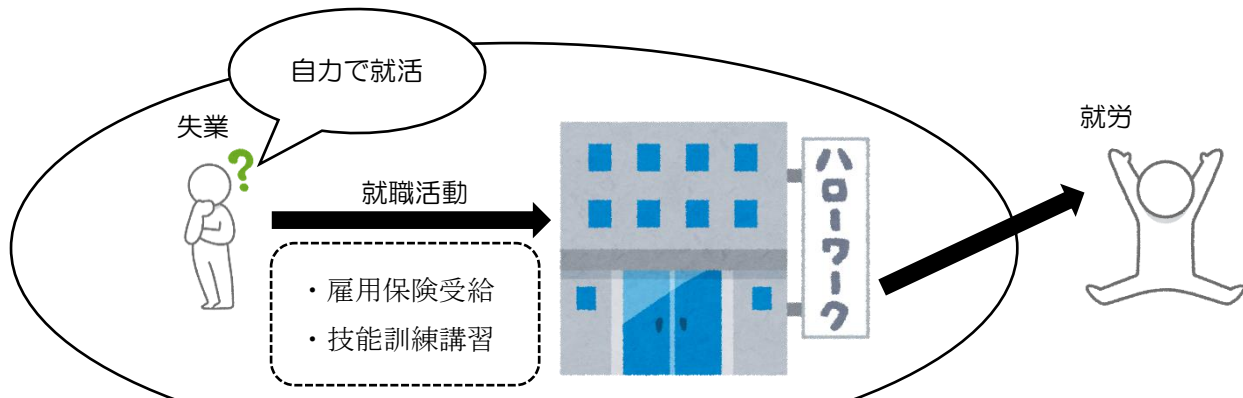 自力で就活
失業
就労
就職活動
・雇用保険受給
・技能訓練講習
ハローワーク
?